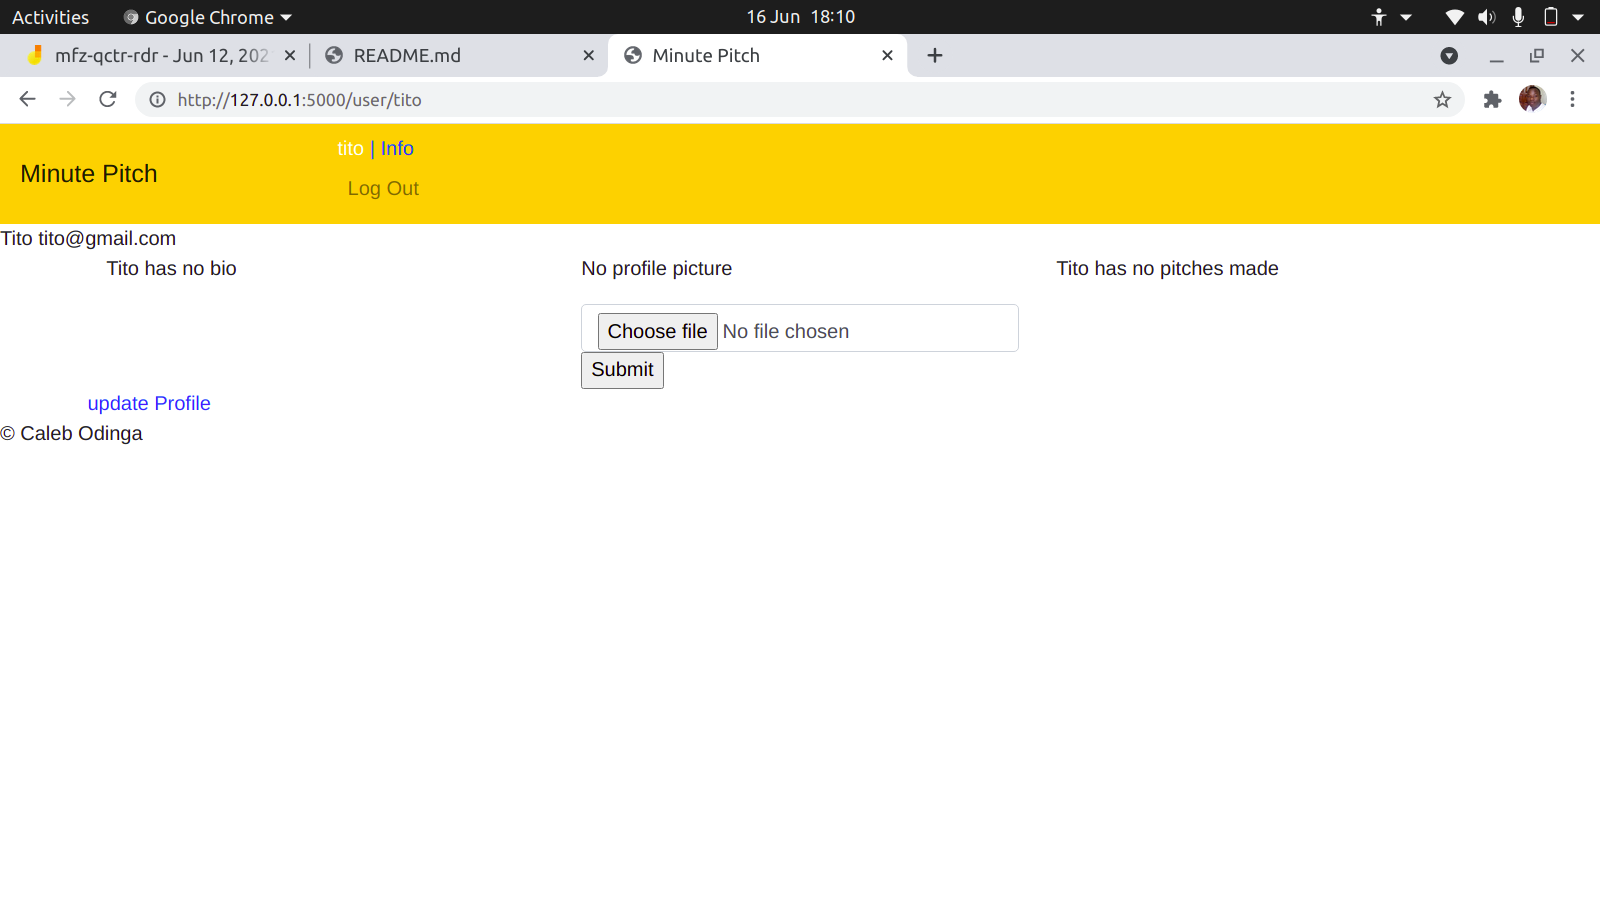 Activities Google Chrome 16 Jun 18:10
mfz-qctr-rdr - Jun 12, 202 README.md Minute Pitch
http://127.0.0.1:5000/user/tito
tito | Info
Minute Pitch
Log Out
Tito tito@gmail.com
Tito has no bio No profile picture Tito has no pitches made
Choose file No file chosen
Submit
update Profile
© Caleb Odinga